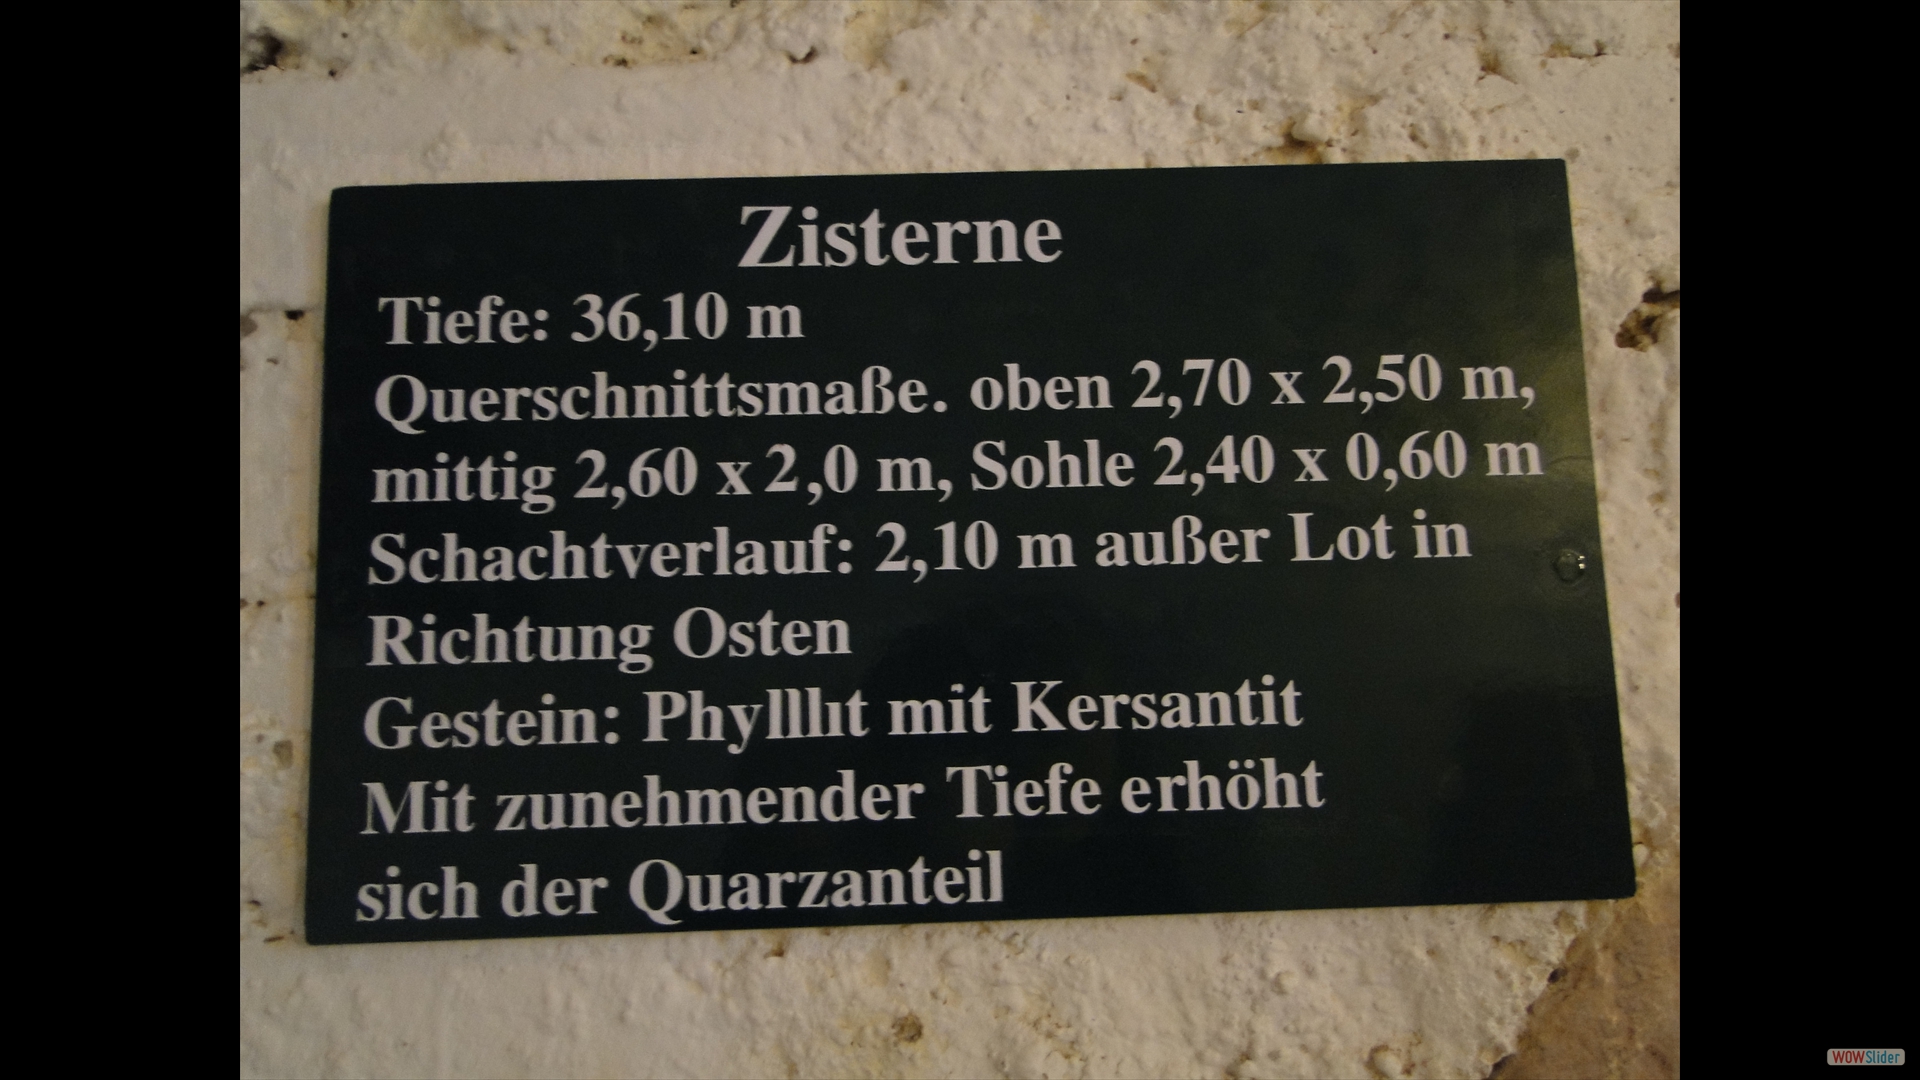 Zisterne
Tiefe: 36,10 m
Querschnittsmaße. oben 2,70 x 2,50 m,
mittig 2,60 x 2,0 m, Sohle 2,40 x 0,60 m
Schachtverlauf: 2,10 m außer Lot in
Richtung Osten
Gestein: Phylllıt mit Kersantit
Mit zunehmender Tiefe erhöht
sich der Quarzanteil
WOWSlider